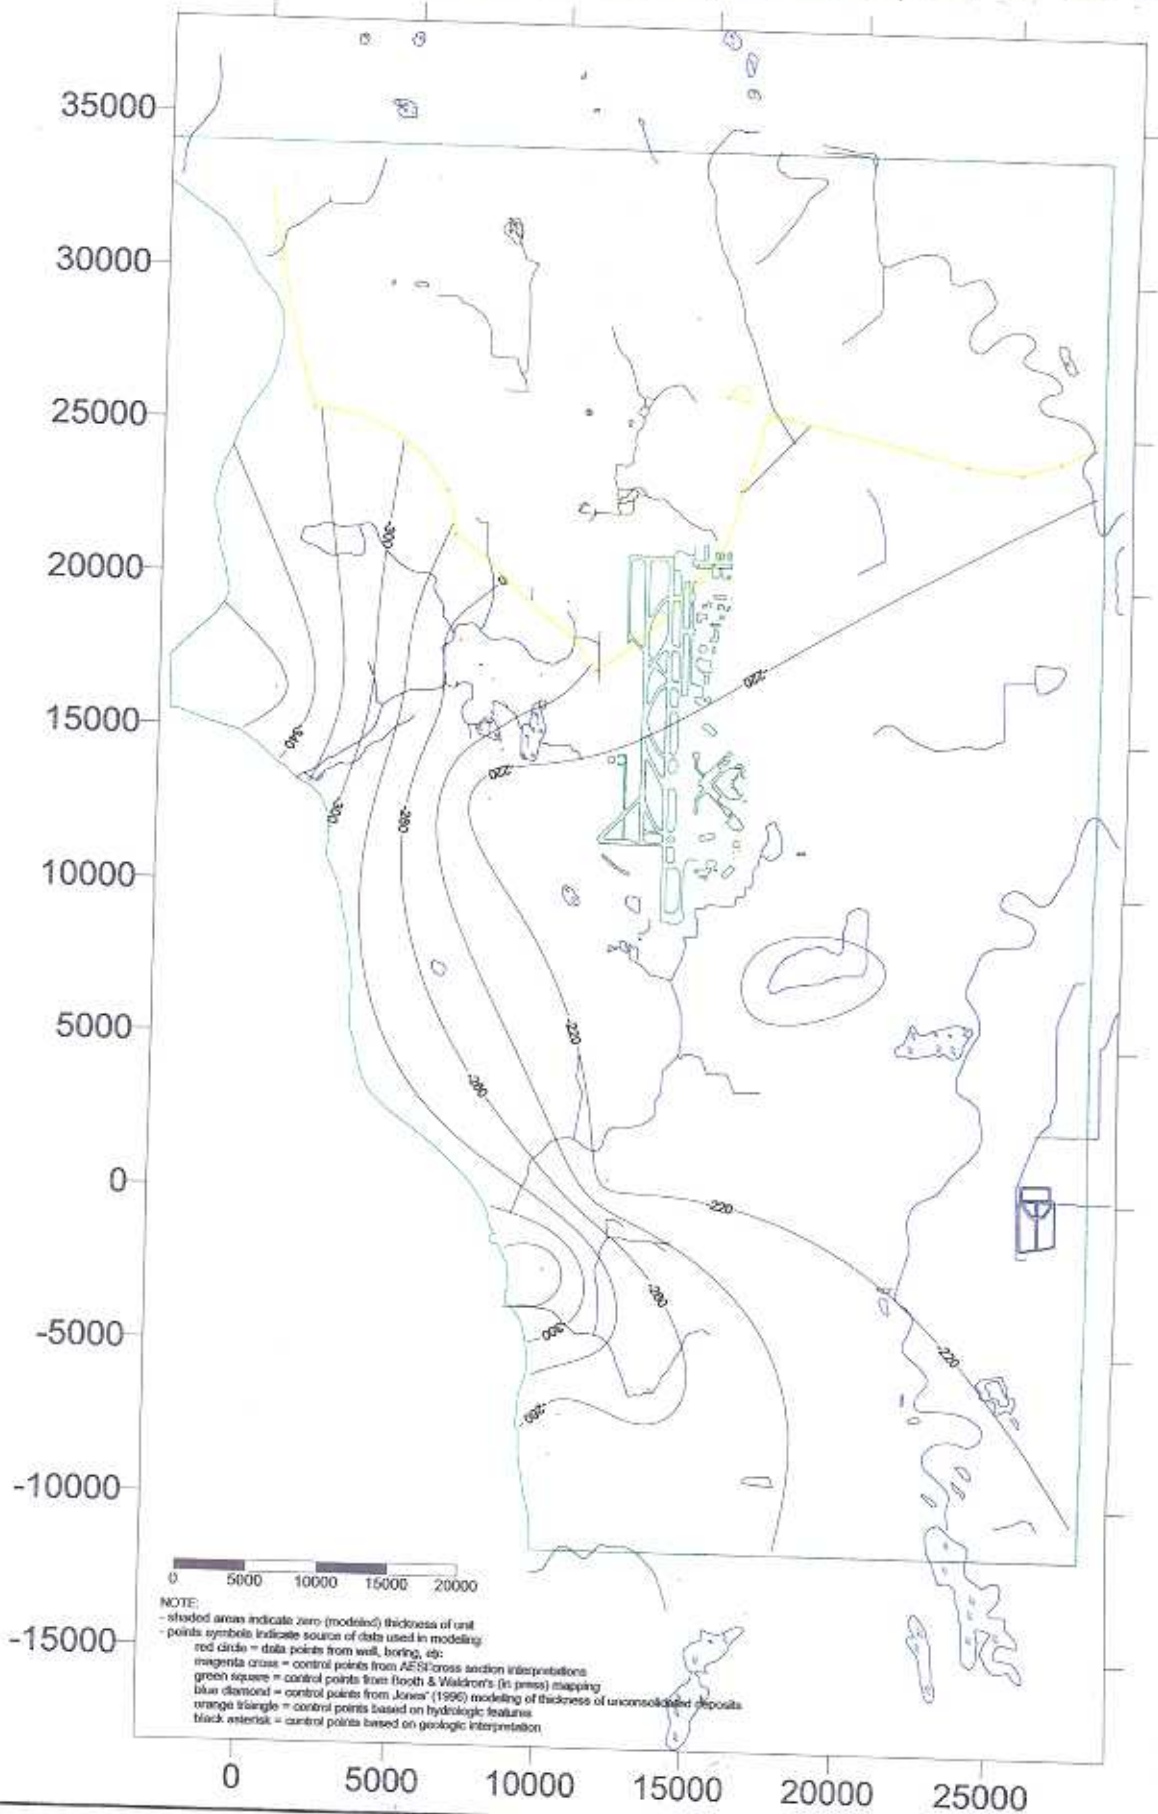 35000
30000
25000
-300
20000
0
-220
15000
-340
-220
-300
-260
10000
-220
5000
-260
0
-220
-260
-5000
-300
-220
-260
-10000
0 5000 10000 15000 20000
NOTE:
- shaded areas indicate zero (modeled) thickness of unit
- points symbols indicate source of data used in modeling:
red circle = data points from well, boring, etc
magenta cross = control points from AESI cross section interpretations
green square = control points from Booth & Waldron's (in press) mapping
blue diamond = control points from Jones' (1996) modeling of thickness of unconsolidated deposits
orange triangle = control points based on hydrologic features
black asterisk = control points based on geologic interpretation
-15000
0 5000 10000 15000 20000 25000